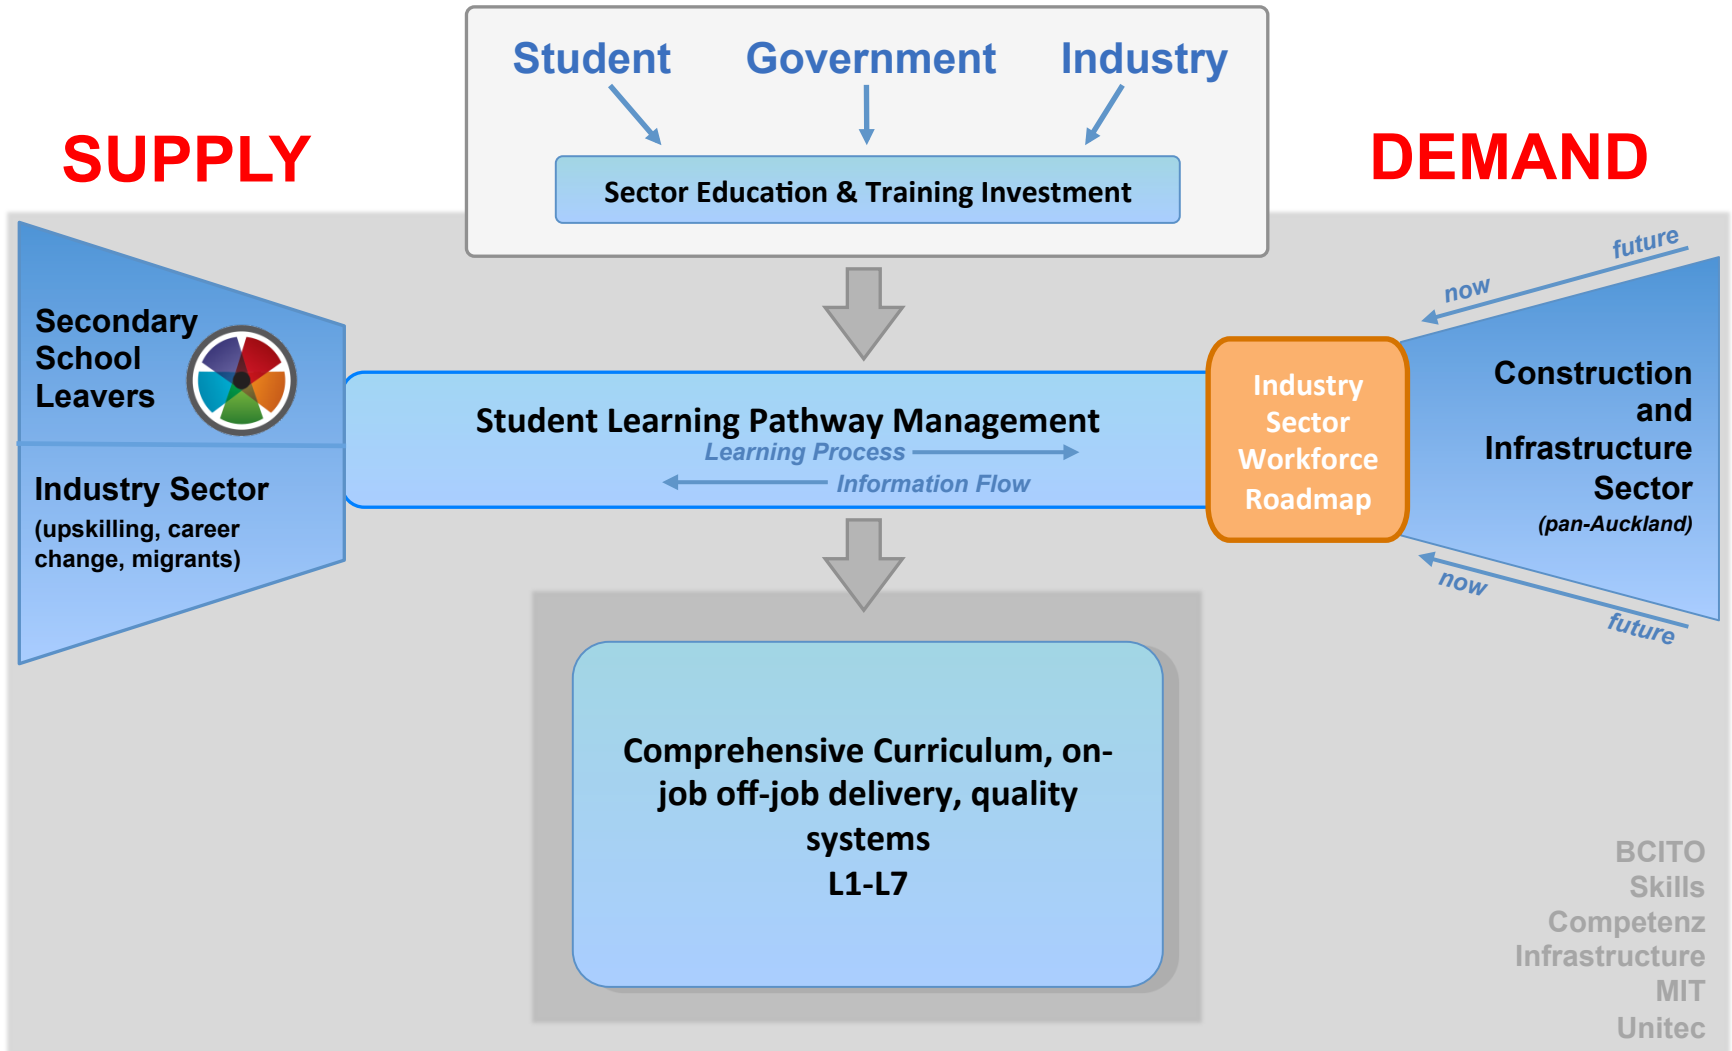 Student Government Industry
SUPPLY
DEMAND
Sector Education & Training Investment
future
now
Secondary
School
Leavers
Industry Sector
(upskilling, career
change, migrants)
Student Learning Pathway Management
Learning Process
Information Flow
Industry
Sector
Workforce
Roadmap
Construction
and
Infrastructure
Sector
(pan-Auckland)
now
future
Comprehensive Curriculum, on-
job off-job delivery, quality
systems
L1-L7
BCITO
Skills
Competenz
Infrastructure
MIT
Unitec